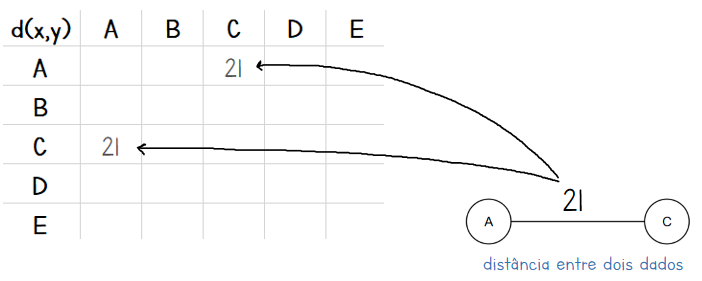 d(x,y) A B C D E
A 21
B
C 21
D
E
21
A C
distância entre dois dados